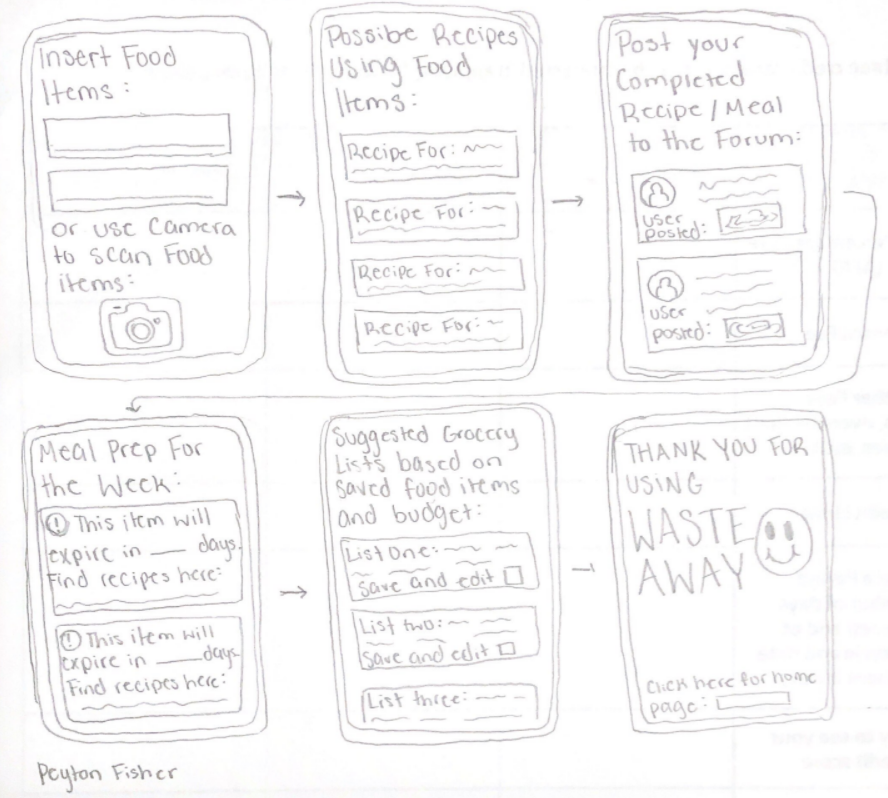 Insert Food
Items:
Or use Camera
to scan Food
items:
Possibe Recipes
Using Food
Items:
Recipe For:
Recipe For:
Recipe For:
Recipe For:
Post your
Completed
Recipe/Meal
to the Forum:
user
posted:
user
posted:
Meal Prep For
the Week:
! This item will
expire in ___ days.
Find recipes here:
! This item will
expire in ___ days
Find recipes here:
Suggested Grocery
Lists based on
saved food items
and budget:
List One:
save and edit
List two:
save and edit
List three:
THANK YOU FOR
USING
WASTE
AWAY
Click here for home
page:
Peyton Fisher